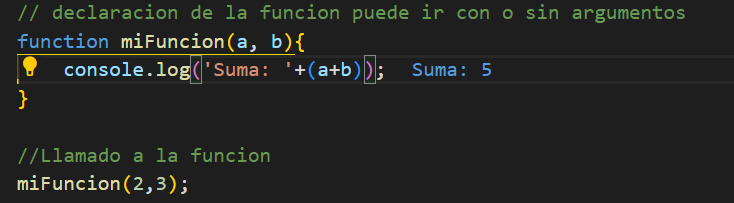 // declaracion de la funcion puede ir con o sin argumentos
function miFuncion(a, b){
console.log('Suma: '+(a+b)); Suma: 5
}
//Llamado a la funcion
miFuncion(2,3);